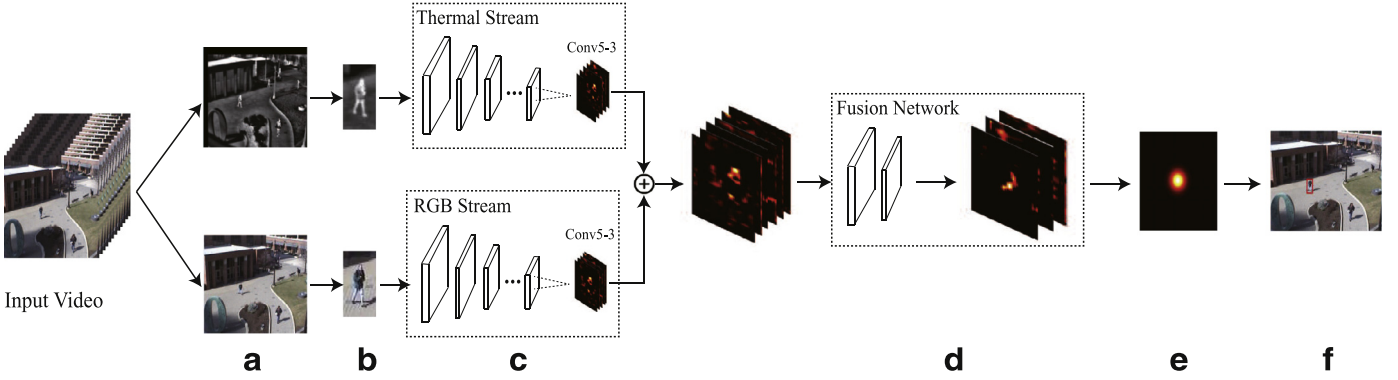 Thermal Stream
Conv5-3
Input Video
RGB Stream
Conv5-3
Fusion Network
a b c d e f